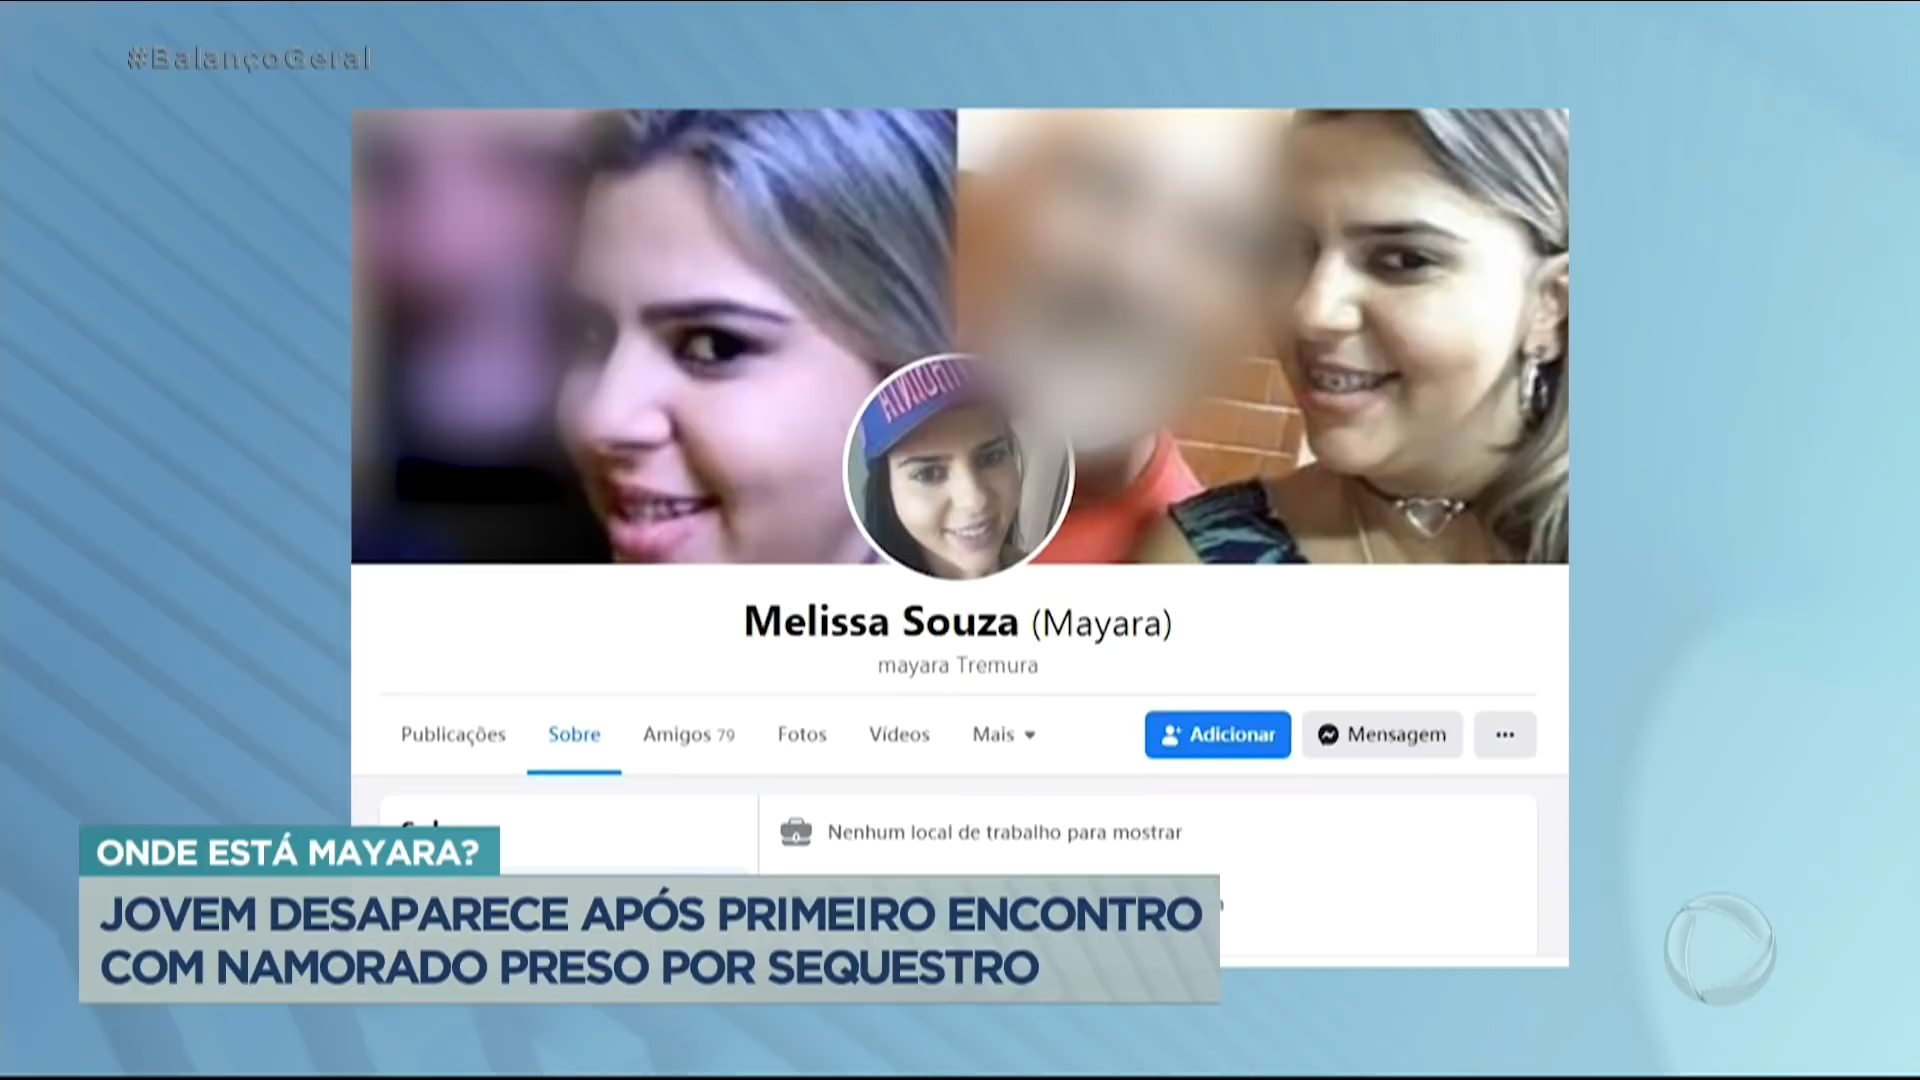 #BalançoGeral
Melissa Souza (Mayara)
mayara Tremura
Publicações Sobre Amigos 79 Fotos Vídeos Mais Adicionar Mensagem ...
Nenhum local de trabalho para mostrar
ONDE ESTÁ MAYARA?
JOVEM DESAPARECE APÓS PRIMEIRO ENCONTRO
COM NAMORADO PRESO POR SEQUESTRO